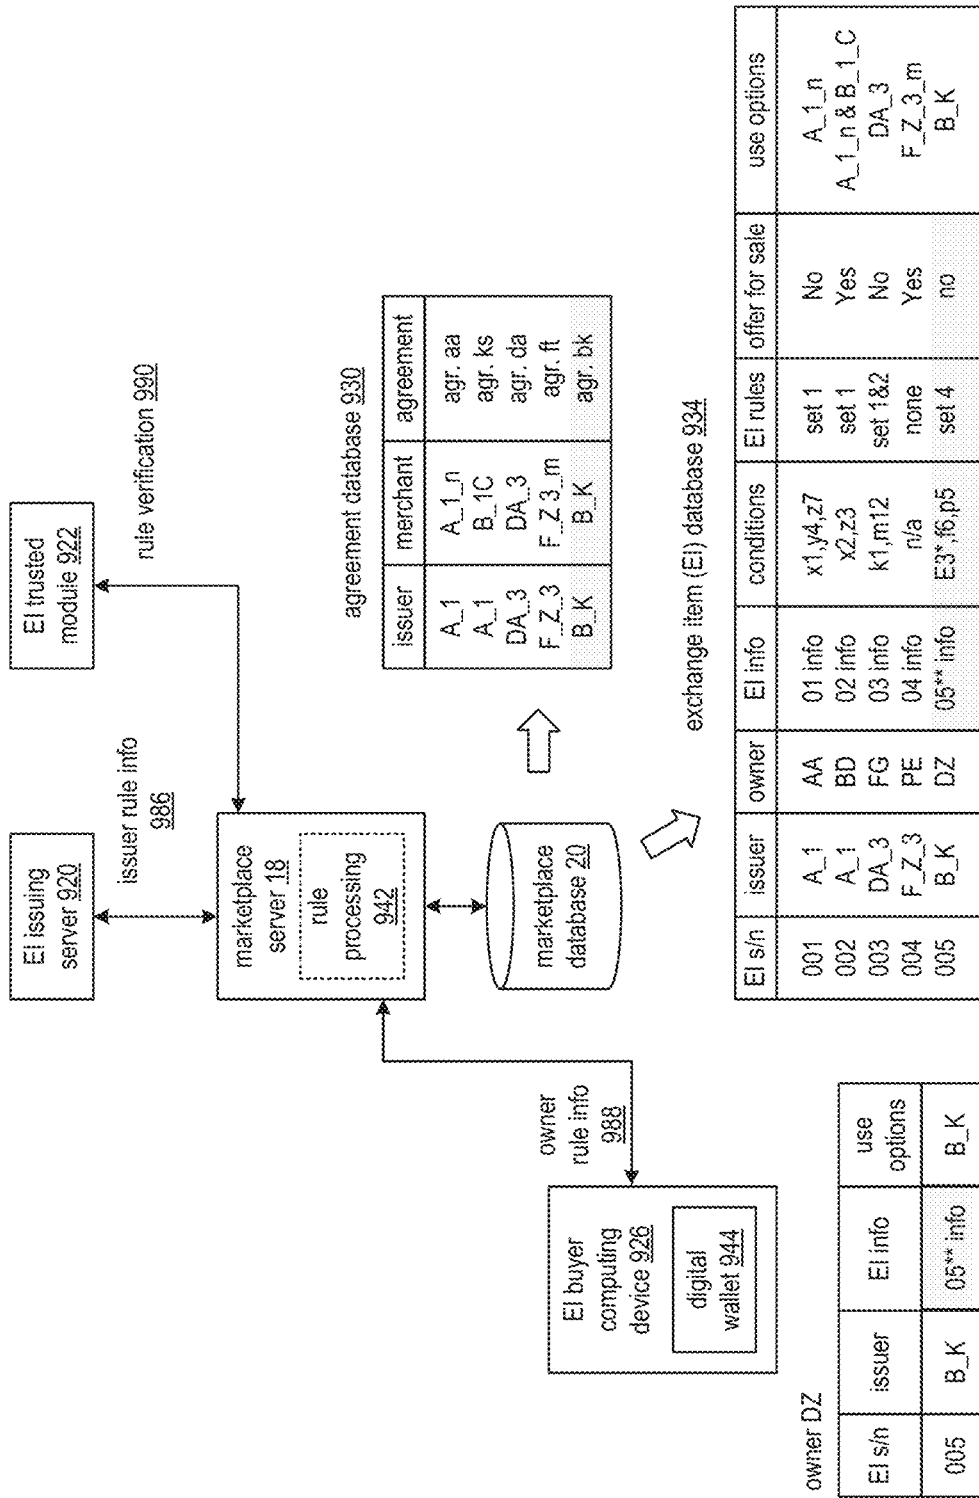 EI issuing
server 920
EI trusted
module 922
issuer rule info
986
rule verification 990
marketplace
server 18
rule
processing
942
marketplace
database 20
agreement database 930
issuer merchant agreement
A_1 A_1_n agr. aa
A_1 B_1C agr. ks
DA_3 DA_3 agr. da
F_Z_3 F_Z 3_m agr. ft
B_K B_K agr. bk
owner
rule info
988
EI buyer
computing
device 926
digital
wallet 944
exchange item (EI) database 934
EI s/n issuer owner EI info conditions EI rules offer for sale use options
001 A_1 AA 01 info x1,y4,z7 set 1 No A_1_n
002 A_1 BD 02 info x2,z3 set 1 Yes A_1_n & B_1_C
003 DA_3 FG 03 info k1,m12 set 1&2 No DA_3
004 F_Z_3 PE 04 info n/a none Yes F_Z_3_m
005 B_K DZ 05** info E3*,f6,p5 set 4 no B_K
owner DZ
EI s/n issuer EI info use
options
005 B_K 05** info B_K